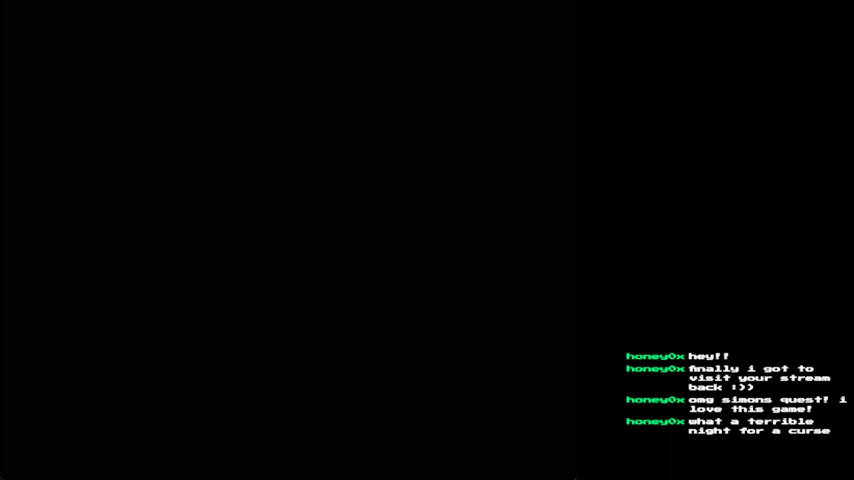 honey0x hey!!
honey0x finally i got to
visit your stream
back :))
honey0x omg simons quest! i
love this game!
honey0x what a terrible
night for a curse